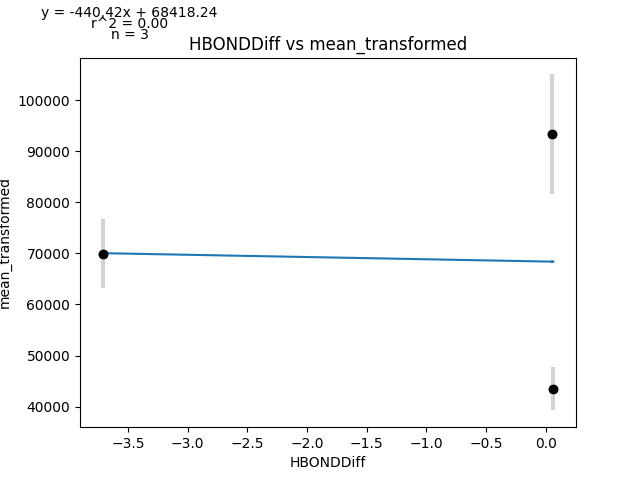 y = -440.42x + 68418.24
r^2 = 0.00
n = 3
HBONDDiff vs mean_transformed
mean_transformed
100000
90000
80000
70000
60000
50000
40000
−3.5 −3.0 −2.5 −2.0 −1.5 −1.0 −0.5 0.0
HBONDDiff